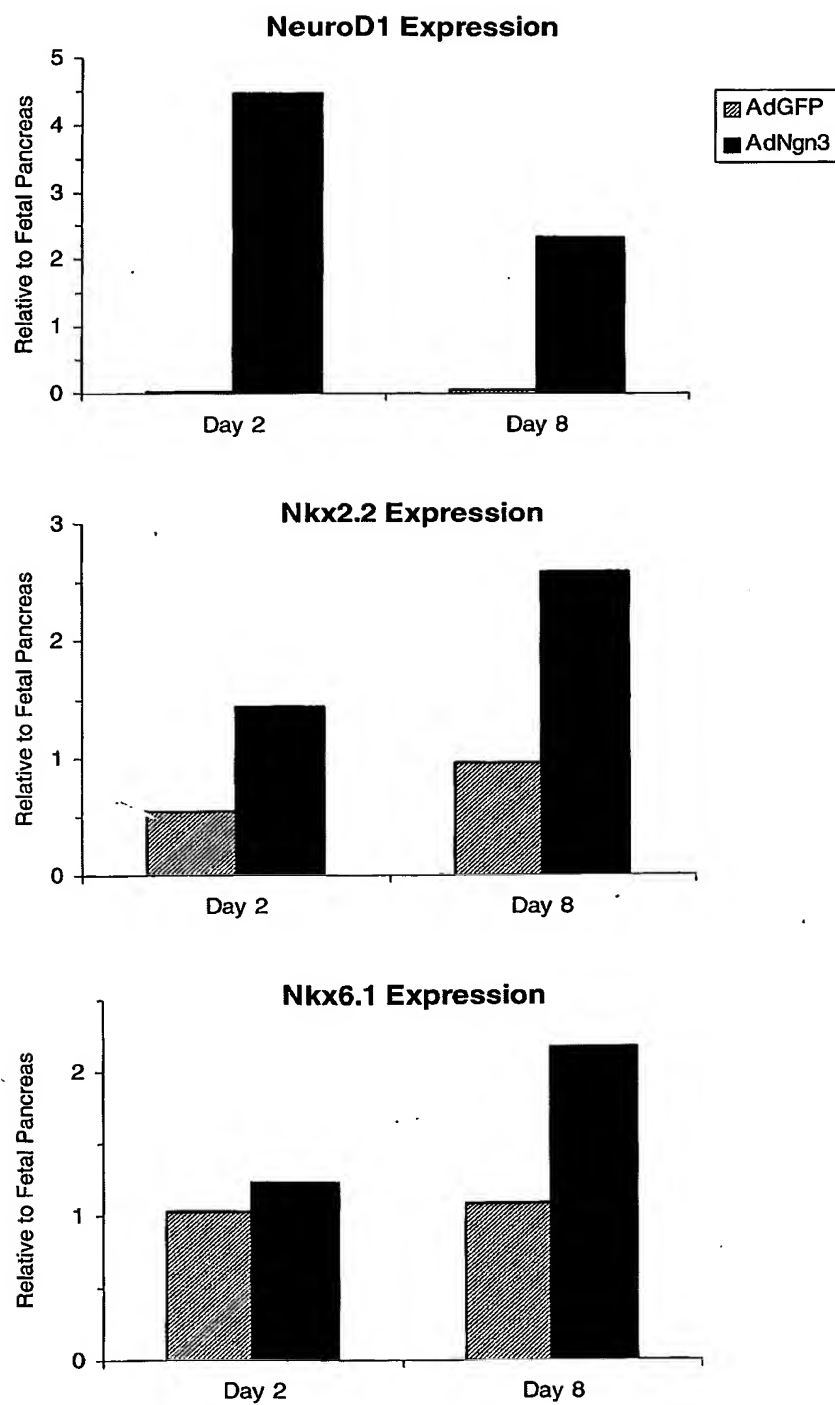 NeuroD1 Expression
Relative to Fetal Pancreas
5
4
3
2
1
0
Day 2
Day 8
AdGFP
AdNgn3
Nkx2.2 Expression
Relative to Fetal Pancreas
3
2
1
0
Day 2
Day 8
Nkx6.1 Expression
Relative to Fetal Pancreas
2
1
0
Day 2
Day 8